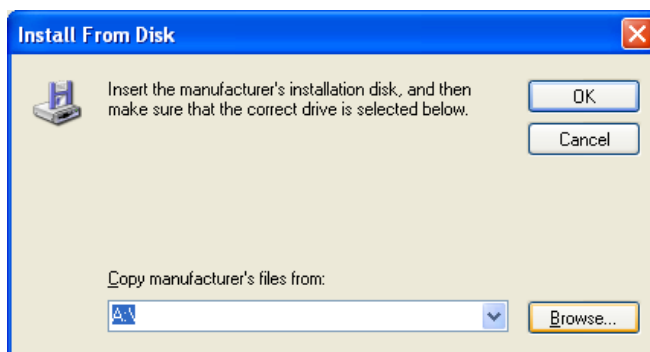 Install From Disk
Insert the manufacturer's installation disk, and then
make sure that the correct drive is selected below.
OK
Cancel
Copy manufacturer's files from:
A:\
Browse...